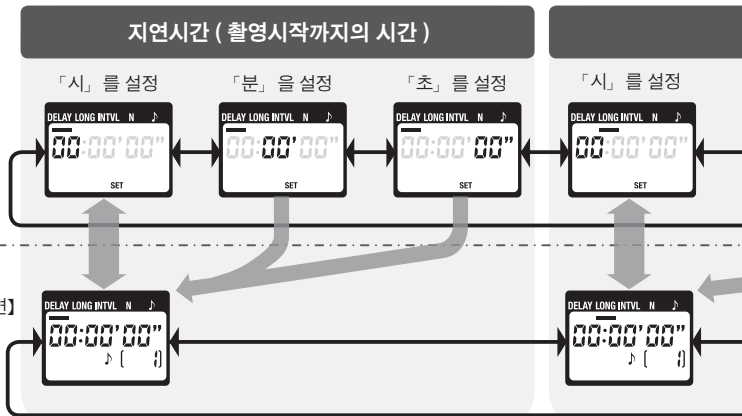 지연시간 ( 촬영시작까지의 시간 )
「시」를 설정
「분」을 설정
「초」를 설정
「시」를 설정
DELAY LONG INTVL N ♪
00:00'00"
SET
DELAY LONG INTVL N ♪
00:00'00"
SET
DELAY LONG INTVL N ♪
00:00'00"
SET
DELAY LONG INTVL N ♪
00:00'00"
SET
면】
DELAY LONG INTVL N ♪
00:00'00"
♪ [ 1]
DELAY LONG INTVL N ♪
00:00'00"
♪ [ 1]